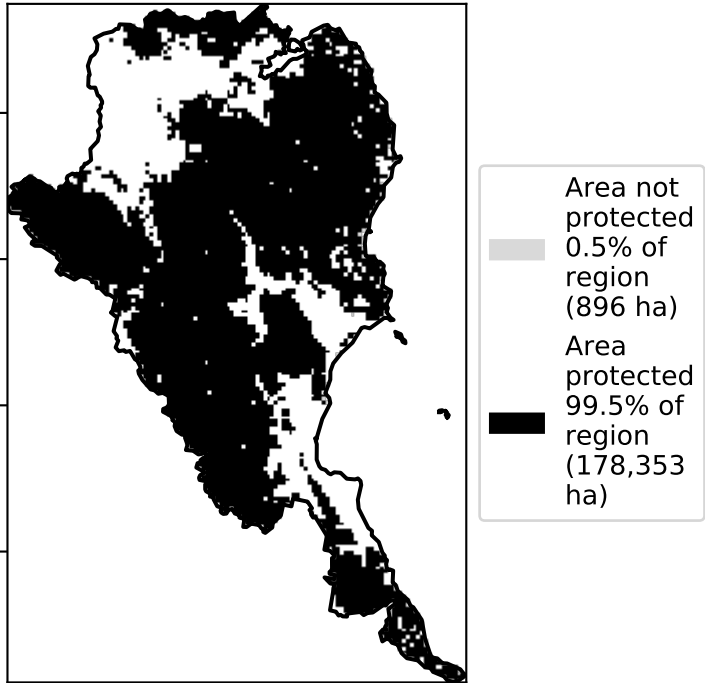 Area not
protected
0.5% of
region
(896 ha)
Area
protected
99.5% of
region
(178,353
ha)